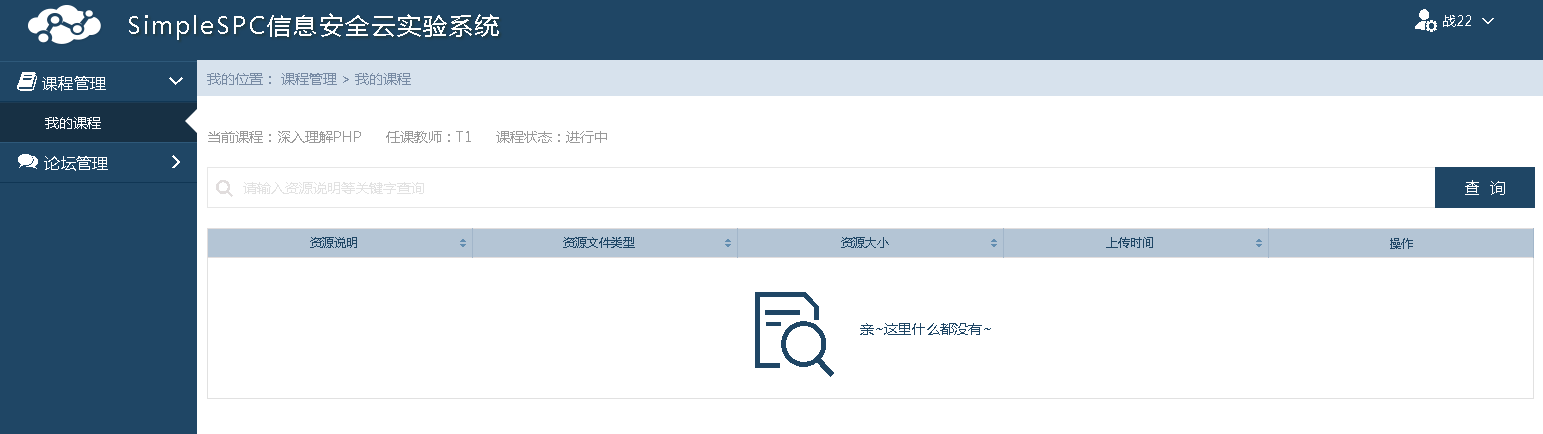 SimpleSPC信息安全云实验系统
战22
课程管理
我的课程
论坛管理
我的位置： 课程管理 > 我的课程
当前课程：深入理解PHP 任课教师：T1 课程状态：进行中
请输入资源说明等关键字查询
查 询
资源说明 资源文件类型 资源大小 上传时间 操作
亲~这里什么都没有~